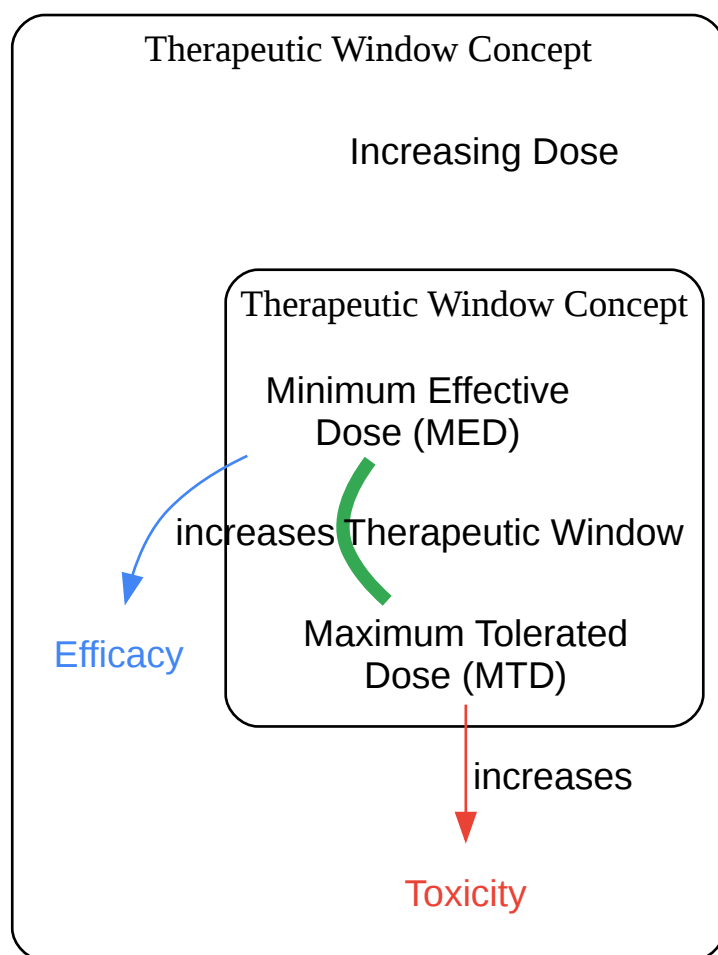 Therapeutic Window Concept
Increasing Dose
Therapeutic Window Concept
Minimum Effective
Dose (MED)
increases
Therapeutic Window
Efficacy
Maximum Tolerated
Dose (MTD)
increases
Toxicity